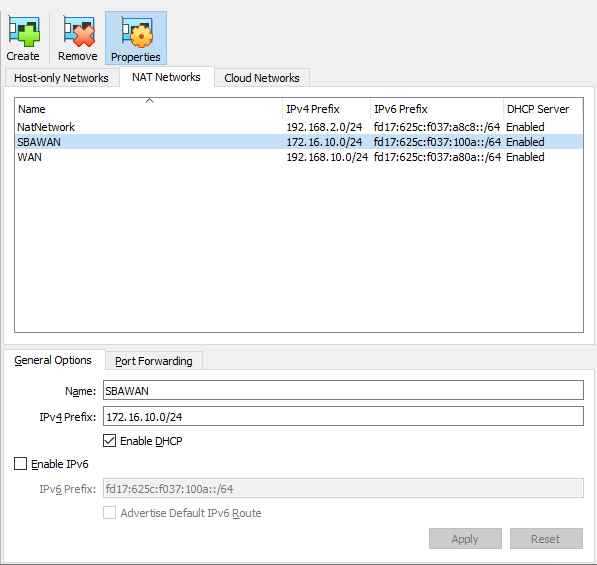 Create Remove Properties
Host-only Networks NAT Networks Cloud Networks
Name IPv4 Prefix IPv6 Prefix DHCP Server
NatNetwork 192.168.2.0/24 fd17:625c:f037:a8c8::/64 Enabled
SBAWAN 172.16.10.0/24 fd17:625c:f037:100a::/64 Enabled
WAN 192.168.10.0/24 fd17:625c:f037:a80a::/64 Enabled
General Options Port Forwarding
Name: SBAWAN
IPv4 Prefix: 172.16.10.0/24
Enable DHCP
Enable IPv6
IPv6 Prefix: fd17:625c:f037:100a::/64
Advertise Default IPv6 Route
Apply Reset